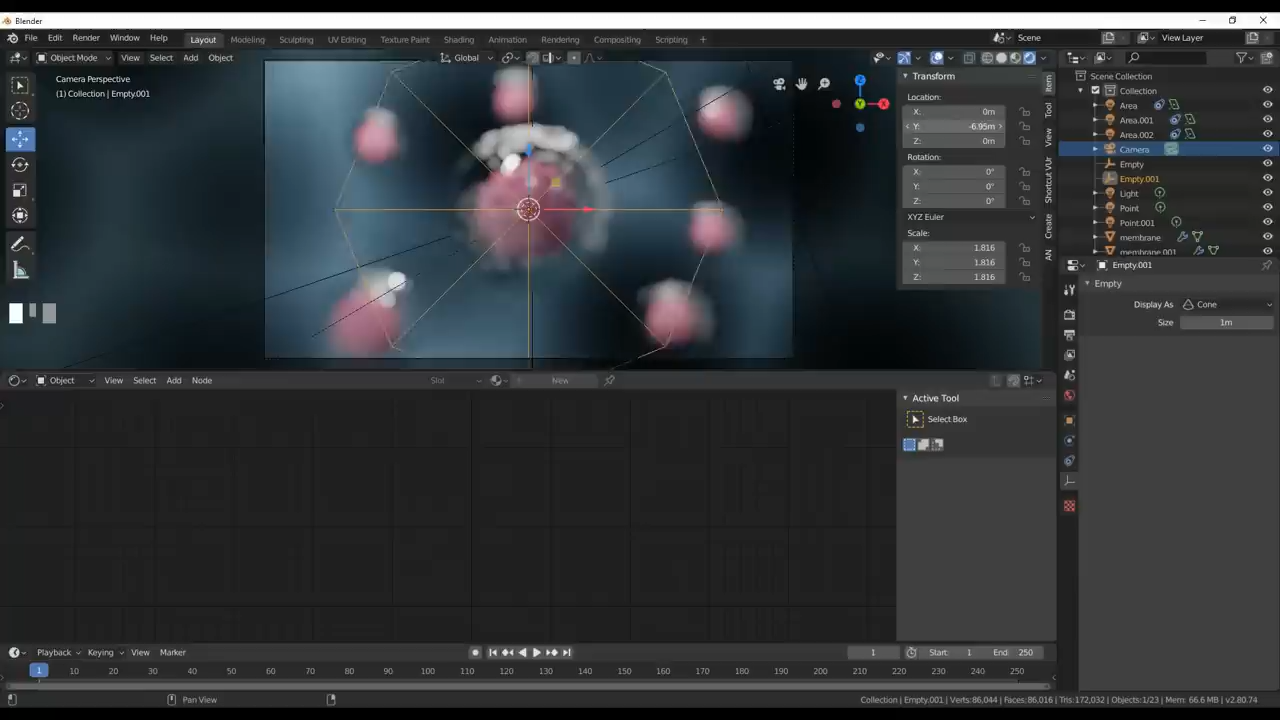 Blender
File Edit Render Window Help Layout Modeling Sculpting UV Editing Texture Paint Shading Animation Rendering Compositing Scripting + Scene View Layer
Object Mode View Select Add Object Global
Camera Perspective
(1) Collection | Empty.001
Transform
Location:
X: 0m
Y: -6.95m
Z: 0m
Rotation:
X: 0°
Y: 0°
Z: 0°
XYZ Euler
Scale:
X: 1.816
Y: 1.816
Z: 1.816
Item
Tool
View
Shortcut VUr
Create
AN
Z
Y
X
Scene Collection
Collection
Area
Area.001
Area.002
Camera
Empty
Empty.001
Light
Point
Point.001
membrane
membrane.001
Empty.001
Empty
Display As Cone
Size 1m
Object View Select Add Node Slot New
Active Tool
Select Box
Playback Keying View Marker 1 Start: 1 End: 250
1 10 20 30 40 50 60 70 80 90 100 110 120 130 140 150 160 170 180 190 200 210 220 230 240 250
Pan View
Collection | Empty.001 | Verts:86,044 | Faces:86,016 | Tris:172,032 | Objects:1/23 | Mem: 66.6 MB | v2.80.74